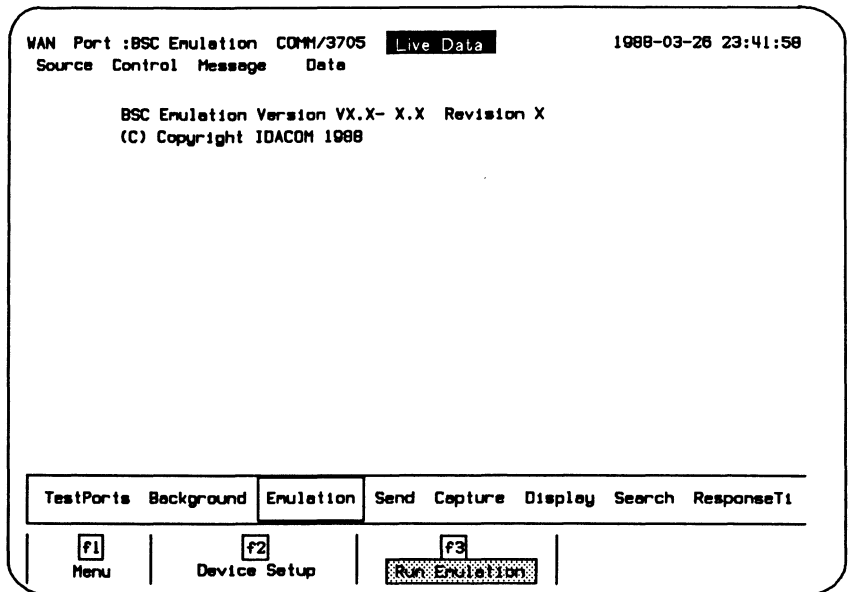 WAN Port :BSC Emulation COMM/3705 Live Data 1988-03-26 23:41:58
Source Control Message Data
BSC Emulation Version VX.X- X.X Revision X
(C) Copyright IDACOM 1988
TestPorts Background Emulation Send Capture Display Search ResponseTi
f1 f2 f3
Menu Device Setup Run Emulation